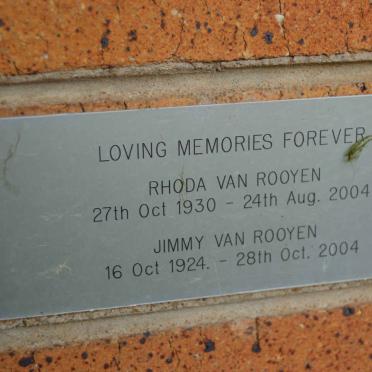 LOVING MEMORIES FOREVER
RHODA VAN ROOYEN
27th Oct 1930 - 24th Aug. 2004
JIMMY VAN ROOYEN
16 Oct 1924. - 28th Oct. 2004